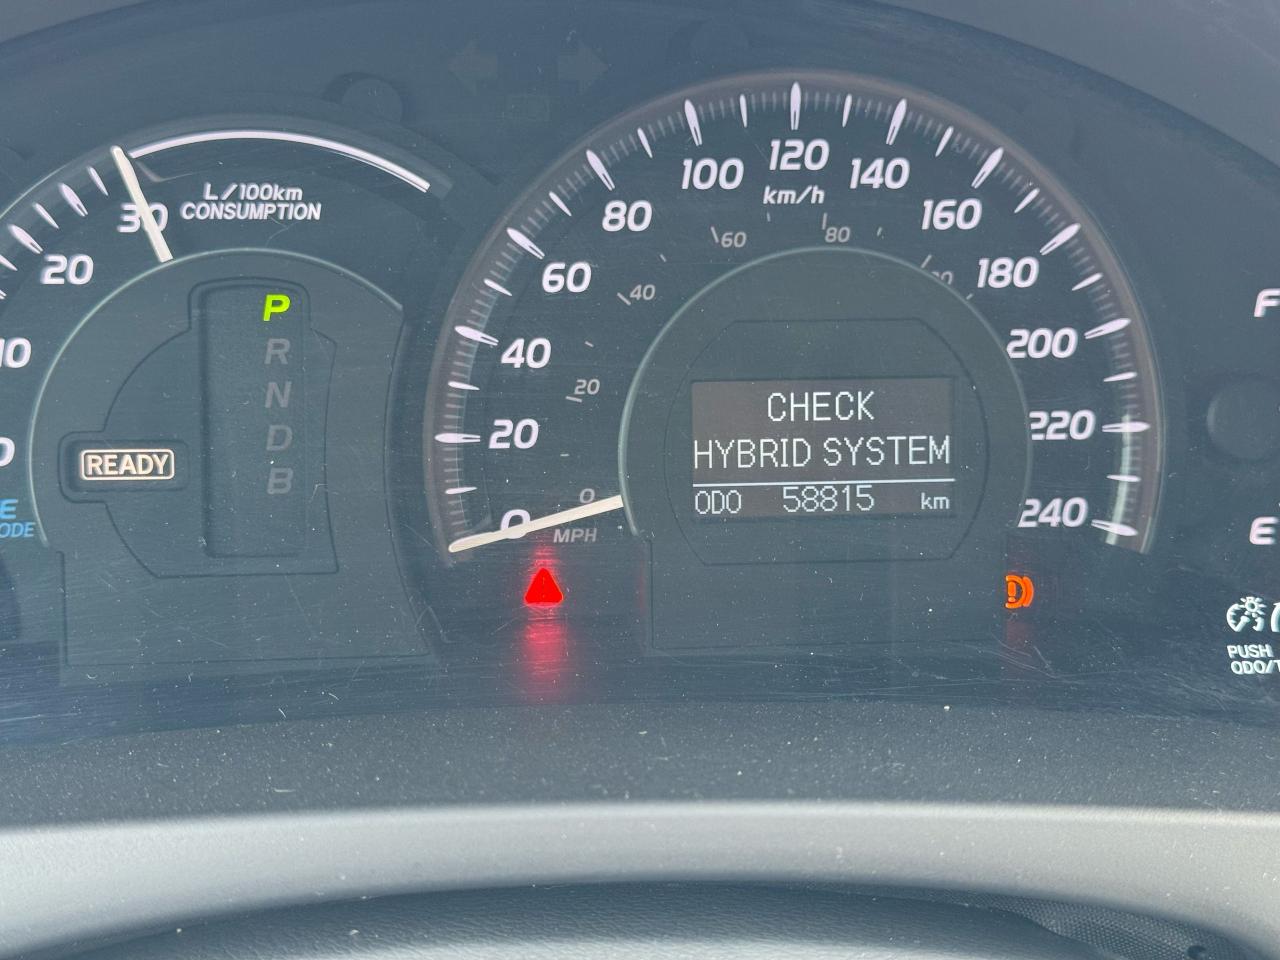 L/100km
CONSUMPTION
30
20
10
0
P
R
N
D
B
READY
0
20
40
60
80
100
120
140
160
180
200
220
240
km/h
0
20
40
60
80
MPH
CHECK
HYBRID SYSTEM
ODO 58815 km
F
E
PUSH